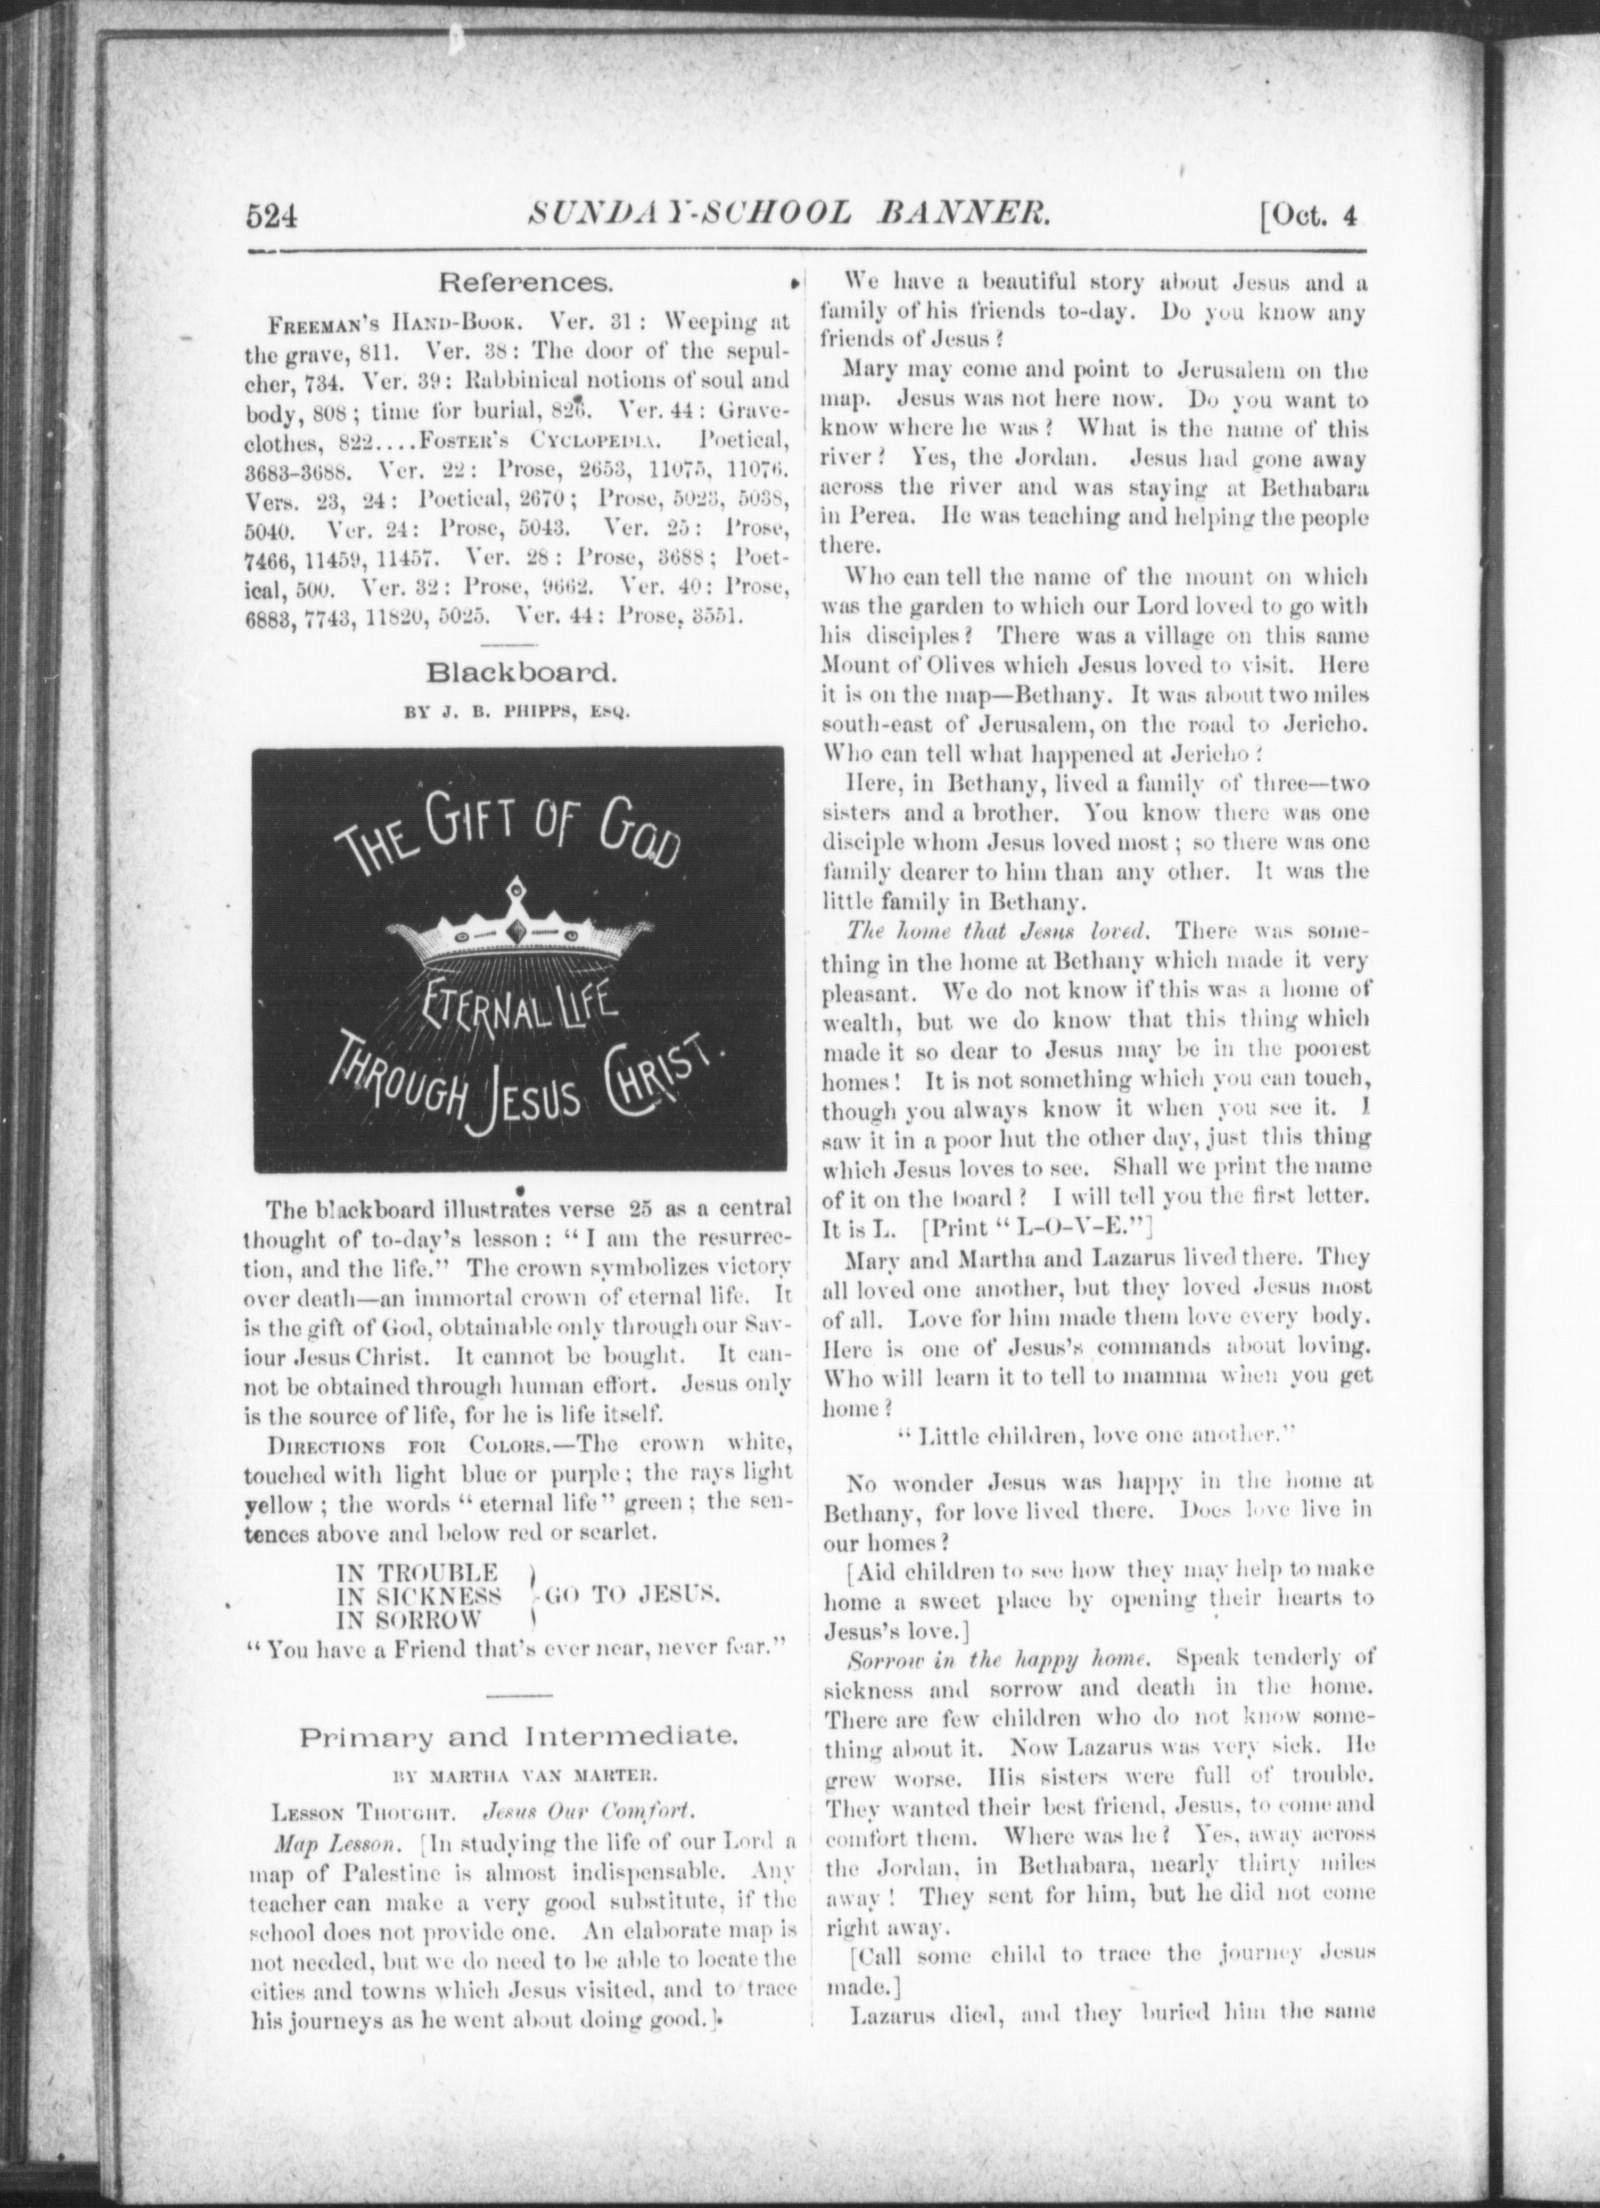 524 SUNDAY-SCHOOL BANNER. [Oct. 4
References.
FREEMAN'S HAND-BOOK. Ver. 31: Weeping at
the grave, 811. Ver. 38: The door of the sepul-
cher, 734. Ver. 39: Rabbinical notions of soul and
body, 808; time for burial, 826. Ver. 44: Grave-
clothes, 822....FOSTER'S CYCLOPEDIA. Poetical,
3683-3688. Ver. 22: Prose, 2653, 11075, 11076.
Vers. 23, 24: Poetical, 2670; Prose, 5023, 5038,
5040. Ver. 24: Prose, 5043. Ver. 25: Prose,
7466, 11459, 11457. Ver. 28: Prose, 3688; Poet-
ical, 500. Ver. 32: Prose, 9662. Ver. 40: Prose,
6883, 7743, 11820, 5025. Ver. 44: Prose, 3551.
Blackboard.
BY J. B. PHIPPS, ESQ.
THE GIFT OF GOD
ETERNAL LIFE
THROUGH JESUS CHRIST.
The blackboard illustrates verse 25 as a central
thought of to-day's lesson: "I am the resurrec-
tion, and the life." The crown symbolizes victory
over death—an immortal crown of eternal life. It
is the gift of God, obtainable only through our Sav-
iour Jesus Christ. It cannot be bought. It can-
not be obtained through human effort. Jesus only
is the source of life, for he is life itself.
DIRECTIONS FOR COLORS.—The crown white,
touched with light blue or purple; the rays light
yellow; the words "eternal life" green; the sen-
tences above and below red or scarlet.
IN TROUBLE
IN SICKNESS } GO TO JESUS.
IN SORROW
"You have a Friend that's ever near, never fear."
Primary and Intermediate.
BY MARTHA VAN MARTER.
LESSON THOUGHT. Jesus Our Comfort.
Map Lesson. [In studying the life of our Lord a
map of Palestine is almost indispensable. Any
teacher can make a very good substitute, if the
school does not provide one. An elaborate map is
not needed, but we do need to be able to locate the
cities and towns which Jesus visited, and to trace
his journeys as he went about doing good.]
We have a beautiful story about Jesus and a
family of his friends to-day. Do you know any
friends of Jesus?
Mary may come and point to Jerusalem on the
map. Jesus was not here now. Do you want to
know where he was? What is the name of this
river? Yes, the Jordan. Jesus had gone away
across the river and was staying at Bethabara
in Perea. He was teaching and helping the people
there.
Who can tell the name of the mount on which
was the garden to which our Lord loved to go with
his disciples? There was a village on this same
Mount of Olives which Jesus loved to visit. Here
it is on the map—Bethany. It was about two miles
south-east of Jerusalem, on the road to Jericho.
Who can tell what happened at Jericho?
Here, in Bethany, lived a family of three—two
sisters and a brother. You know there was one
disciple whom Jesus loved most; so there was one
family dearer to him than any other. It was the
little family in Bethany.
The home that Jesus loved. There was some-
thing in the home at Bethany which made it very
pleasant. We do not know if this was a home of
wealth, but we do know that this thing which
made it so dear to Jesus may be in the poorest
homes! It is not something which you can touch,
though you always know it when you see it. I
saw it in a poor hut the other day, just this thing
which Jesus loves to see. Shall we print the name
of it on the board? I will tell you the first letter.
It is L. [Print "L-O-V-E."]
Mary and Martha and Lazarus lived there. They
all loved one another, but they loved Jesus most
of all. Love for him made them love every body.
Here is one of Jesus's commands about loving.
Who will learn it to tell to mamma when you get
home?
"Little children, love one another."
No wonder Jesus was happy in the home at
Bethany, for love lived there. Does love live in
our homes?
[Aid children to see how they may help to make
home a sweet place by opening their hearts to
Jesus's love.]
Sorrow in the happy home. Speak tenderly of
sickness and sorrow and death in the home.
There are few children who do not know some-
thing about it. Now Lazarus was very sick. He
grew worse. His sisters were full of trouble.
They wanted their best friend, Jesus, to come and
comfort them. Where was he? Yes, away across
the Jordan, in Bethabara, nearly thirty miles
away! They sent for him, but he did not come
right away.
[Call some child to trace the journey Jesus
made.]
Lazarus died, and they buried him the same